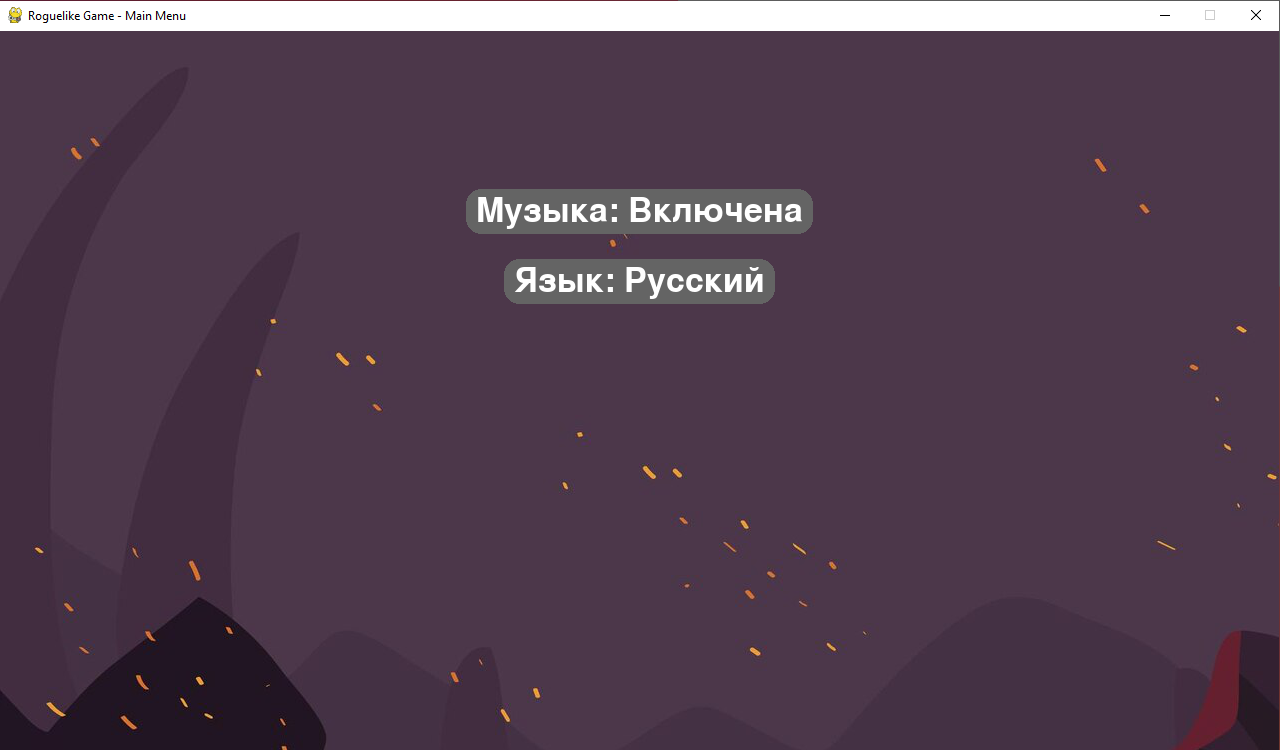 Roguelike Game - Main Menu
Музыка: Включена
Язык: Русский